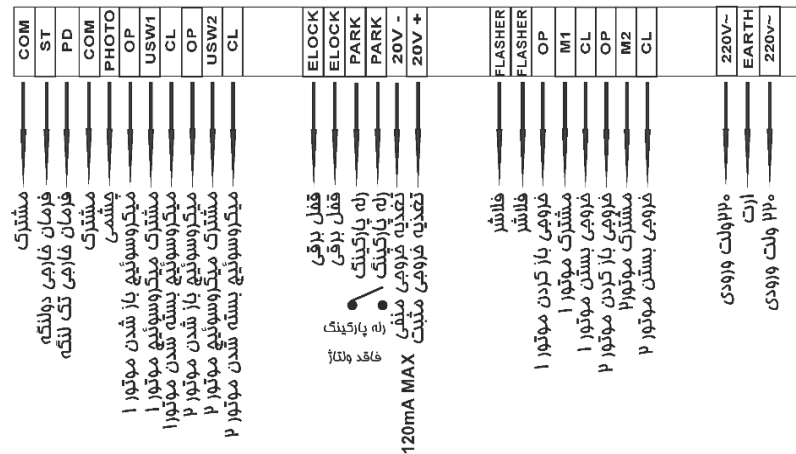 COM
ST
PD
COM
PHOTO
OP
USW1
CL
OP
USW2
CL
ELOCK
ELOCK
PARK
PARK
20V -
20V +
FLASHER
FLASHER
OP
M1
CL
OP
M2
CL
220V~
EARTH
220v~
مشترک
فرمان خارجی دولنگه
فرمان خارجی تک لنگه
مشترک
چشمی
میکروسوئیچ باز شدن موتور ۱
مشترک میکروسوئیچ موتور ۱
میکروسوئیچ بسته شدن موتور۱
میکروسوئیچ باز شدن موتور ۲
مشترک میکروسوئیچ موتور ۲
میکروسوئیچ بسته شدن موتور ۲
قفل برقی
قفل برقی
رله پارکینگ
رله پارکینگ
تغذیه خروجی منفی
تغذیه خروجی مثبت
رله پارکینگ
فاقد ولتاژ
120mA MAX
فلاشر
فلاشر
خروجی باز کردن موتور ۱
مشترک موتور ۱
خروجی بستن موتور ۱
خروجی باز کردن موتور ۲
مشترک موتور۲
خروجی بستن موتور ۲
۲۲۰ولت ورودی
ارت
۲۲۰ ولت ورودی